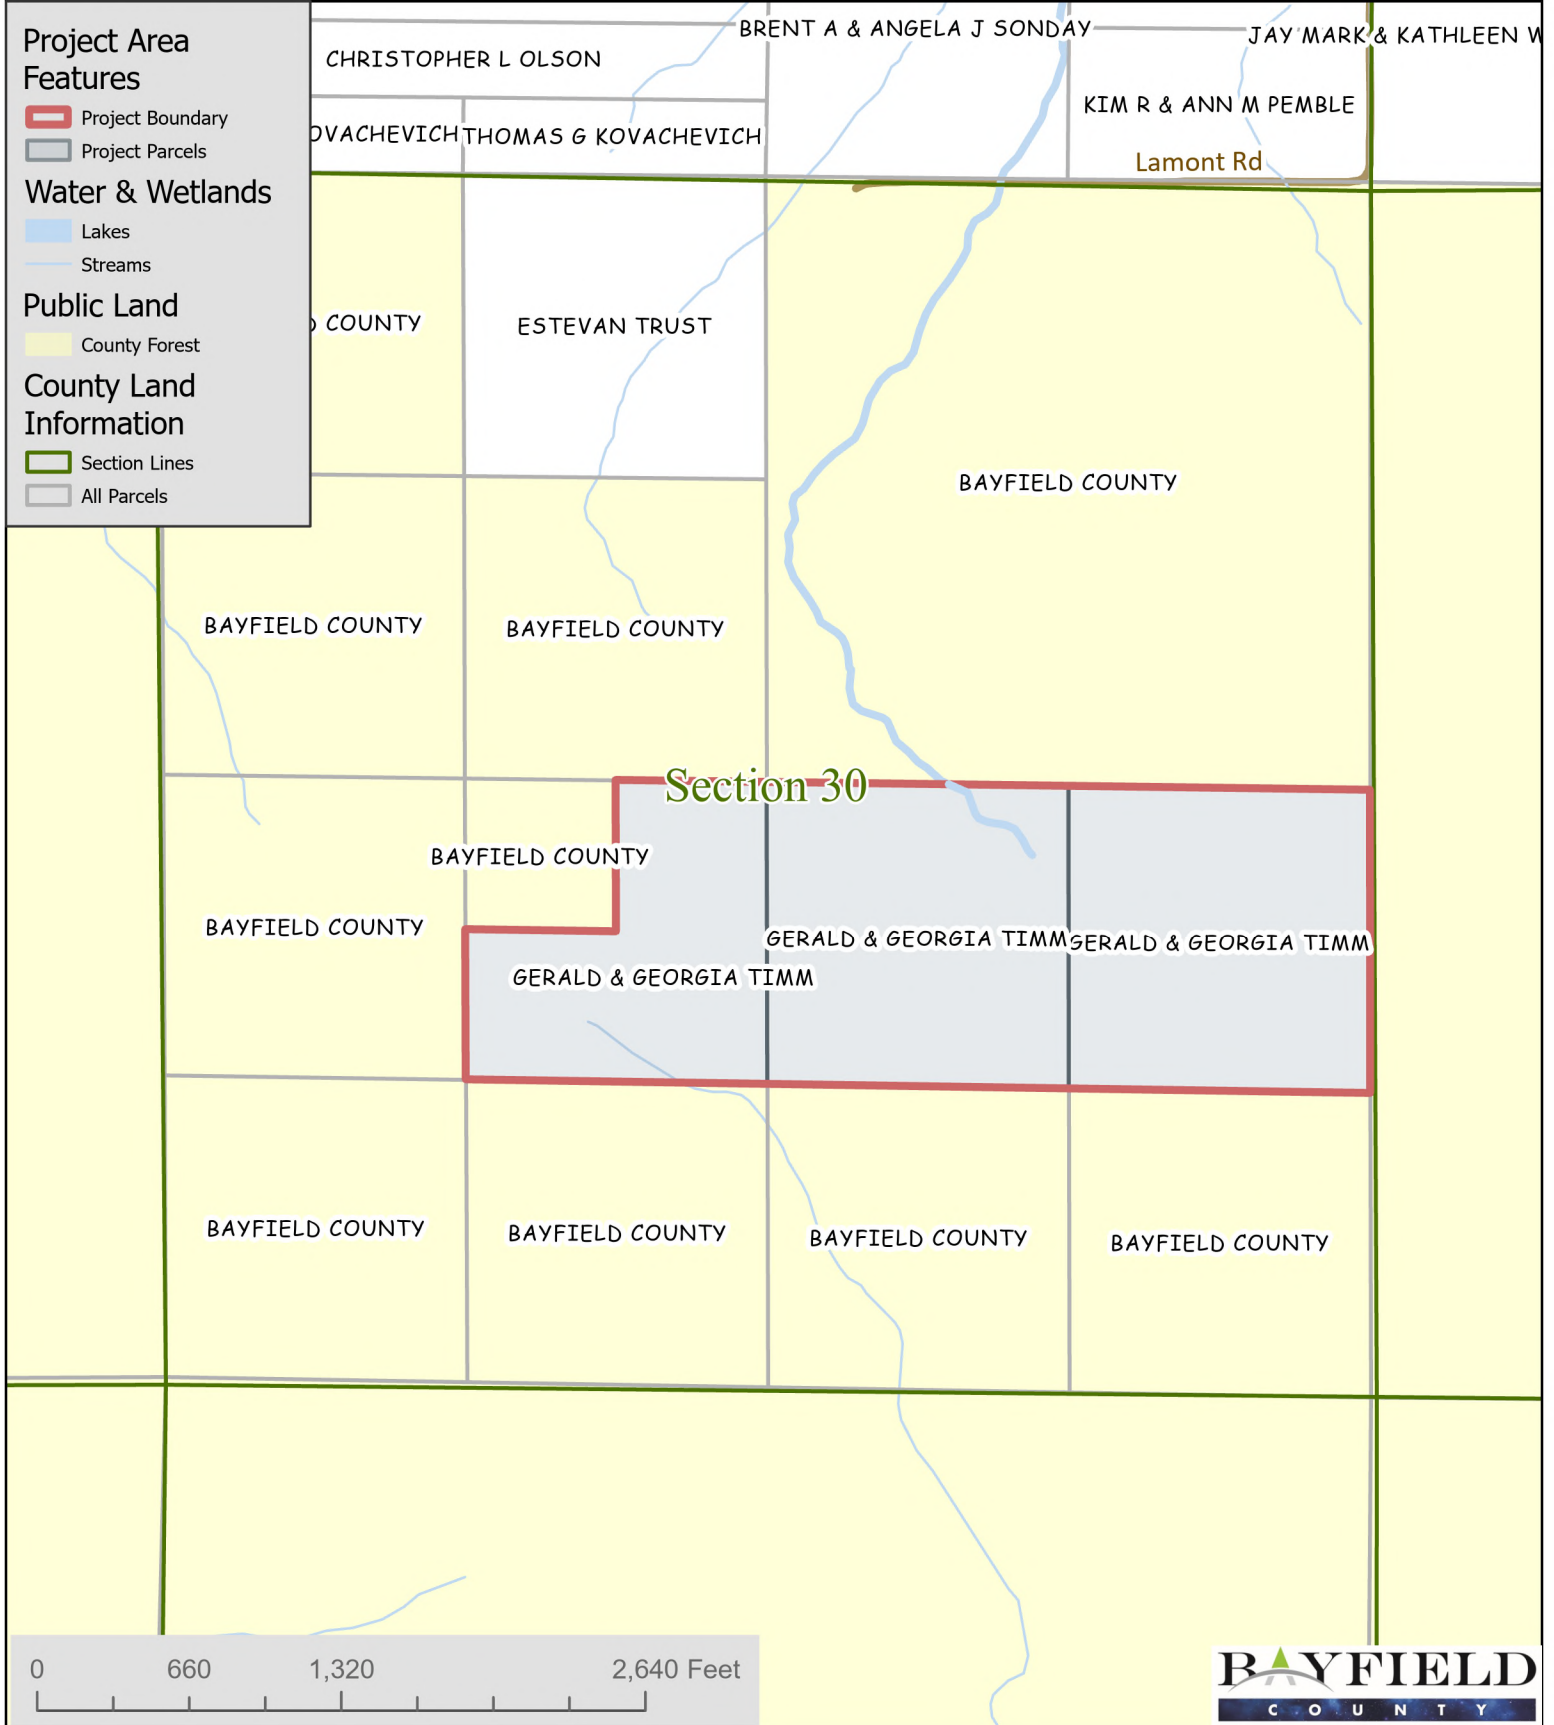 Project Area
Features
Project Boundary
Project Parcels
Water & Wetlands
Lakes
Streams
Public Land
County Forest
County Land
Information
Section Lines
All Parcels
BRENT A & ANGELA J SONDAY
JAY MARK & KATHLEEN W
CHRISTOPHER L OLSON
KIM R & ANN M PEMBLE
OVACHEVICH
THOMAS G KOVACHEVICH
Lamont Rd
COUNTY
ESTEVAN TRUST
BAYFIELD COUNTY
BAYFIELD COUNTY
BAYFIELD COUNTY
Section 30
BAYFIELD COUNTY
BAYFIELD COUNTY
GERALD & GEORGIA TIMM
GERALD & GEORGIA TIMM
GERALD & GEORGIA TIMM
BAYFIELD COUNTY
BAYFIELD COUNTY
BAYFIELD COUNTY
BAYFIELD COUNTY
0 660 1,320 2,640 Feet
BAYFIELD
COUNTY